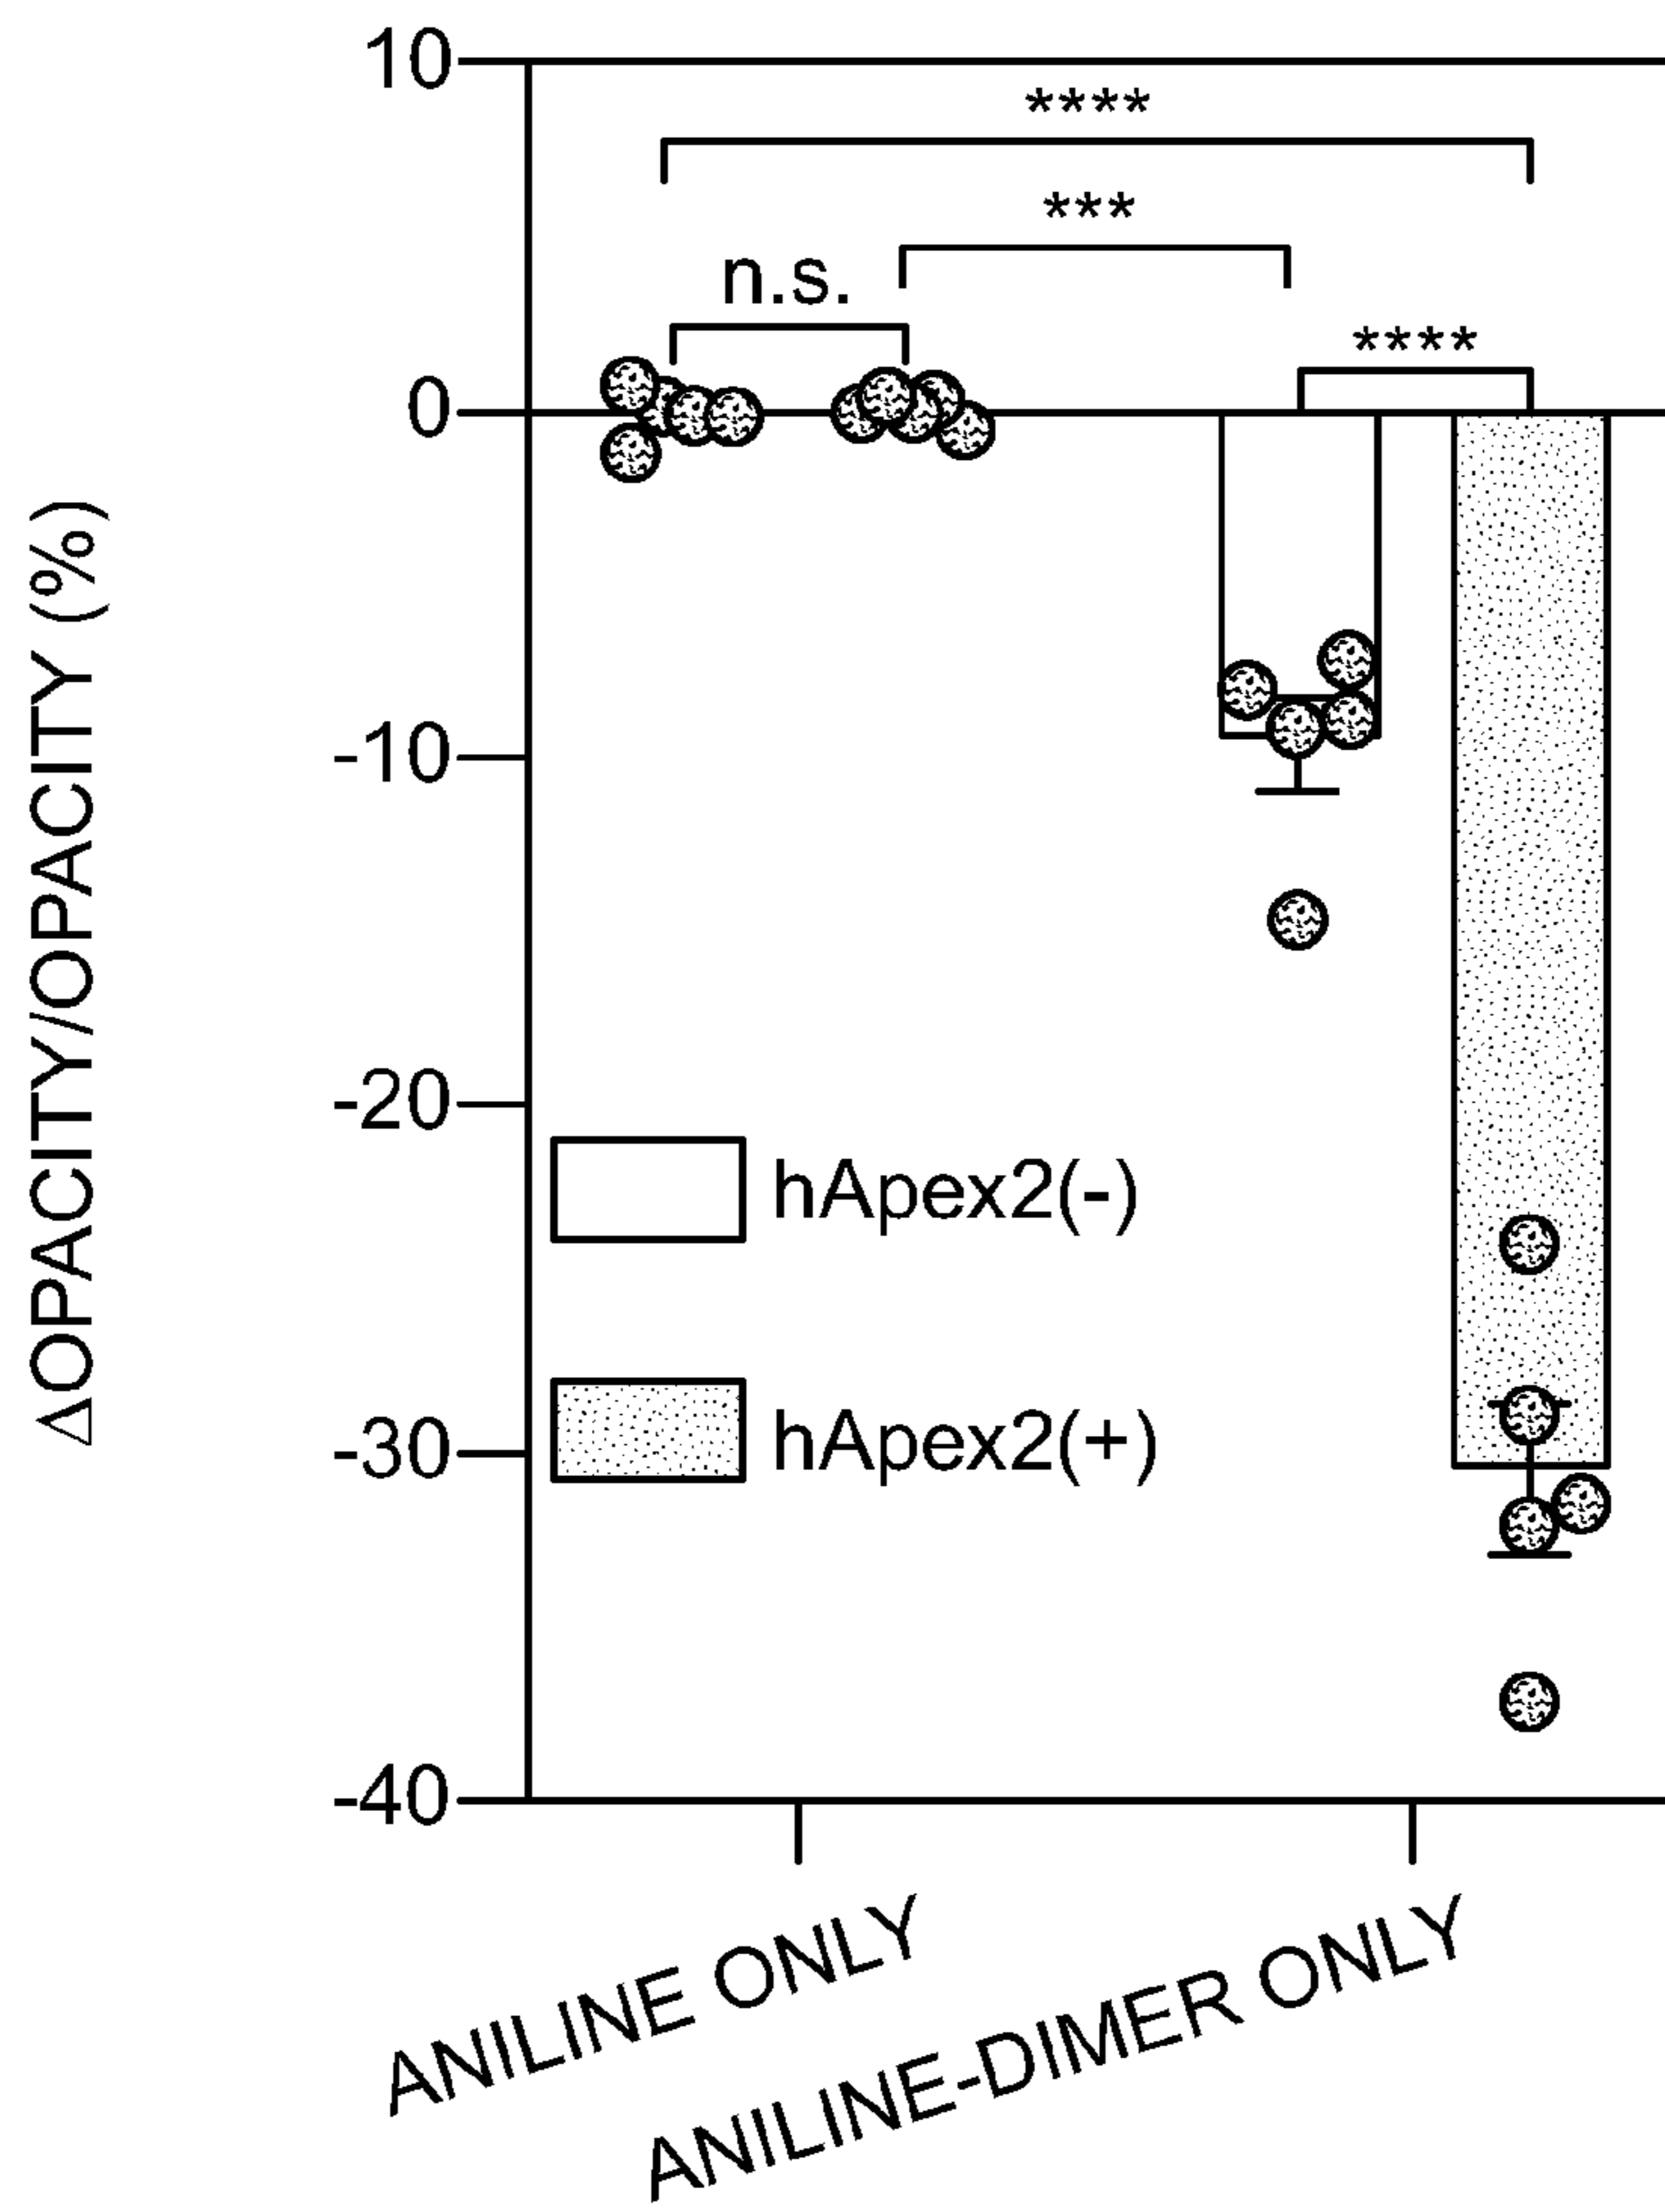 10
****
***
n.s.
****
0
-10
-20
-30
-40
ΔOPACITY/OPACITY (%)
hApex2(-)
hApex2(+)
ANILINE ONLY
ANILINE-DIMER ONLY